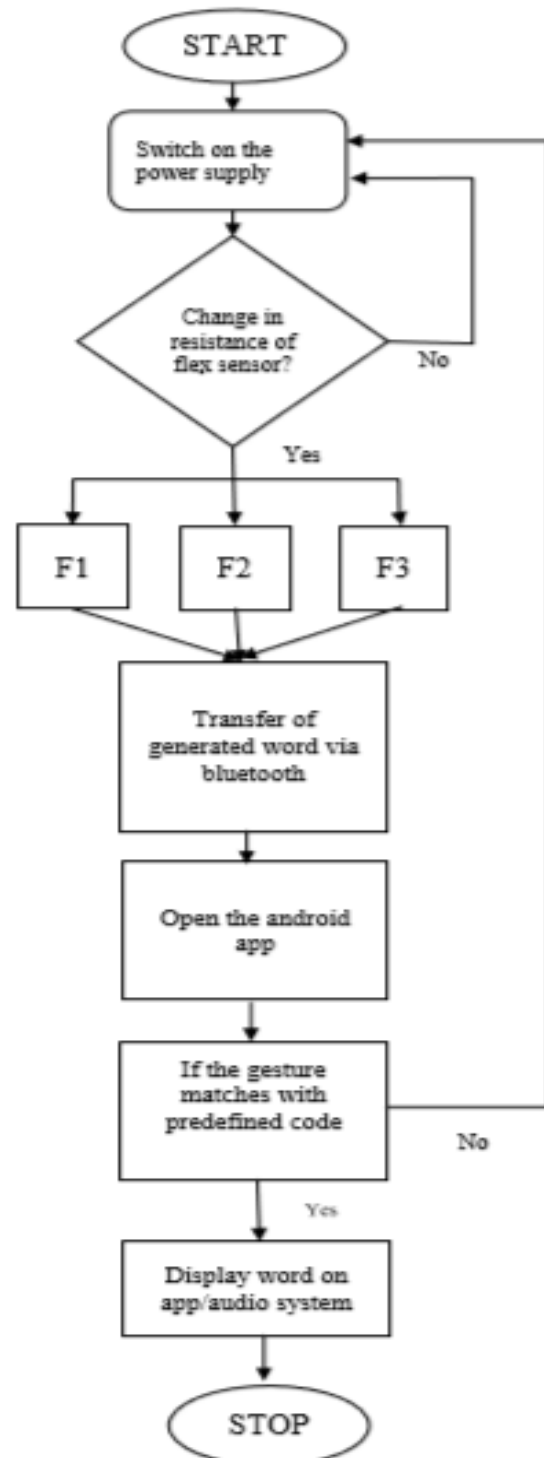 START
Switch on the
power supply
Change in
resistance of
flex sensor?
No
Yes
F1
F2
F3
Transfer of
generated word via
bluetooth
Open the android
app
If the gesture
matches with
predefined code
No
Yes
Display word on
app/audio system
STOP